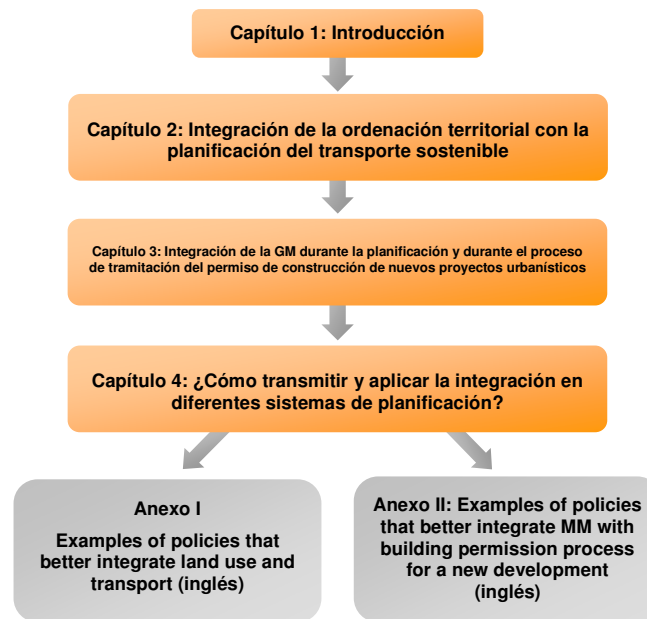 Capítulo 1: Introducción
Capítulo 2: Integración de la ordenación territorial con la
planificación del transporte sostenible
Capítulo 3: Integración de la GM durante la planificación y durante el proceso
de tramitación del permiso de construcción de nuevos proyectos urbanísticos
Capítulo 4: ¿Cómo transmitir y aplicar la integración en
diferentes sistemas de planificación?
Anexo I
Examples of policies that
better integrate land use and
transport (inglés)
Anexo II: Examples of policies
that better integrate MM with
building permission process
for a new development
(inglés)